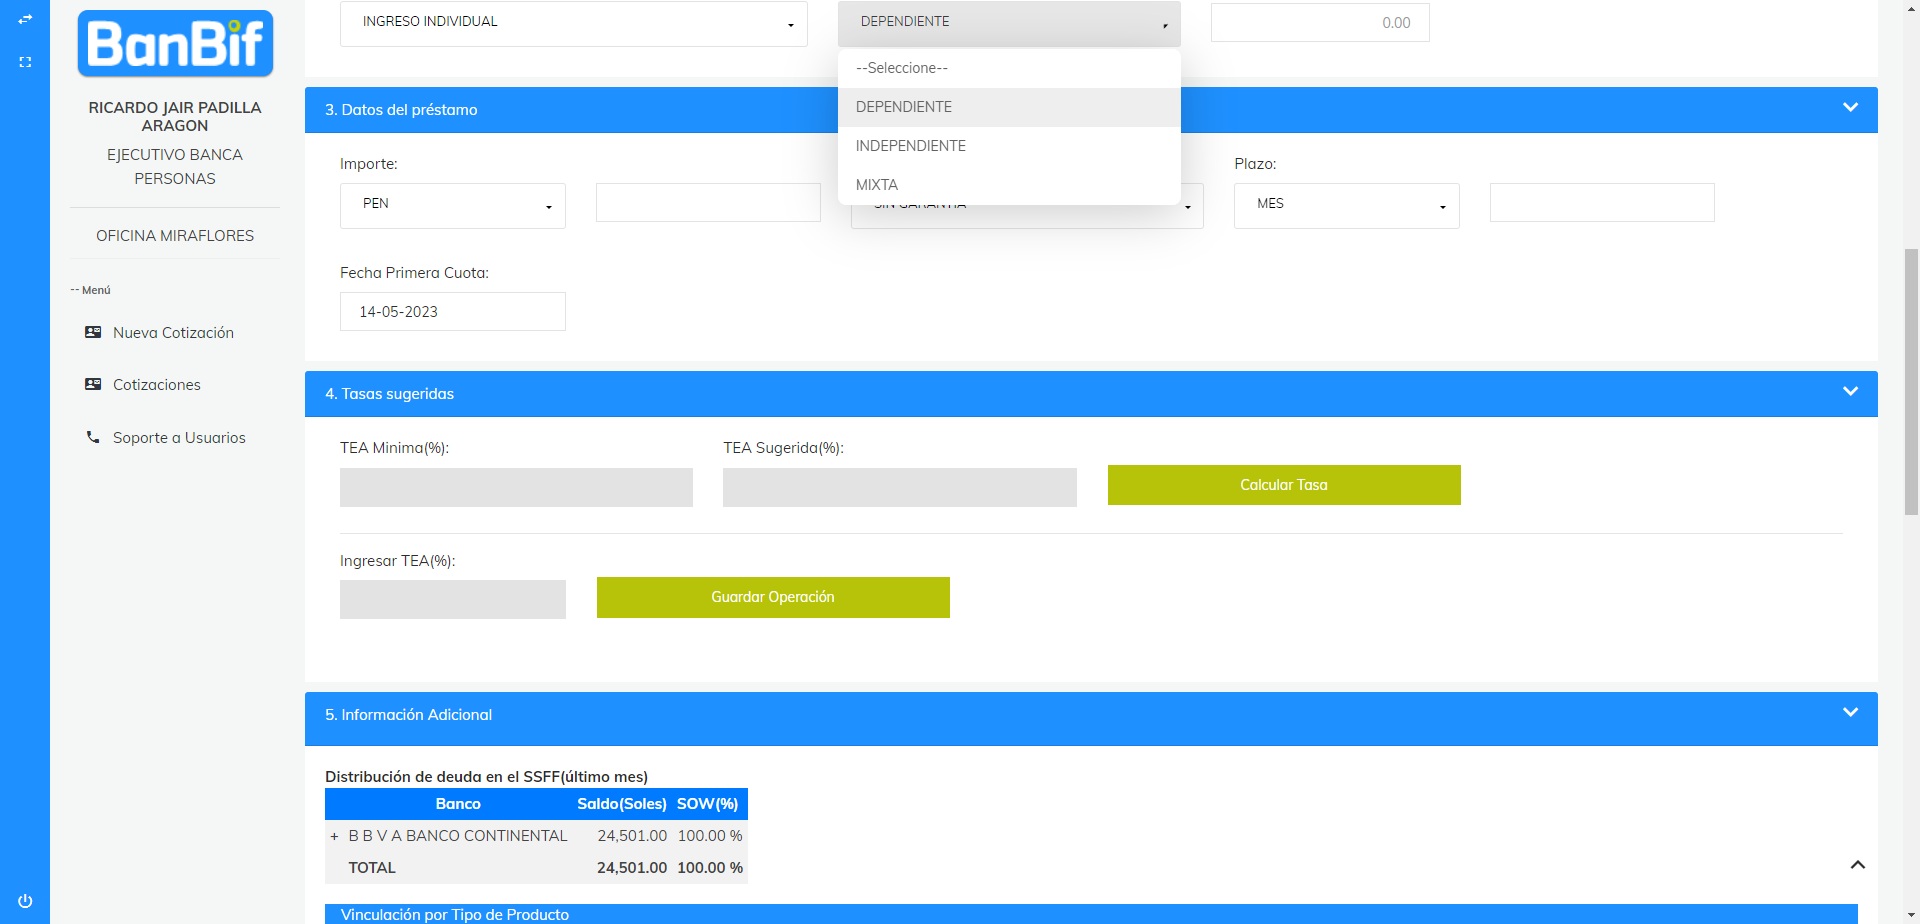 BanBif
RICARDO JAIR PADILLA
ARAGON
EJECUTIVO BANCA
PERSONAS
OFICINA MIRAFLORES
-- Menú
Nueva Cotización
Cotizaciones
Soporte a Usuarios
INGRESO INDIVIDUAL
DEPENDIENTE
0.00
--Seleccione--
DEPENDIENTE
INDEPENDIENTE
MIXTA
3. Datos del préstamo
Importe:
Plazo:
PEN
SIN GARANTIA
MES
Fecha Primera Cuota:
14-05-2023
4. Tasas sugeridas
TEA Minima(%):
TEA Sugerida(%):
Calcular Tasa
Ingresar TEA(%):
Guardar Operación
5. Información Adicional
Distribución de deuda en el SSFF(último mes)
Banco Saldo(Soles) SOW(%)
+ B B V A BANCO CONTINENTAL 24,501.00 100.00 %
TOTAL 24,501.00 100.00 %
Vinculación por Tipo de Producto